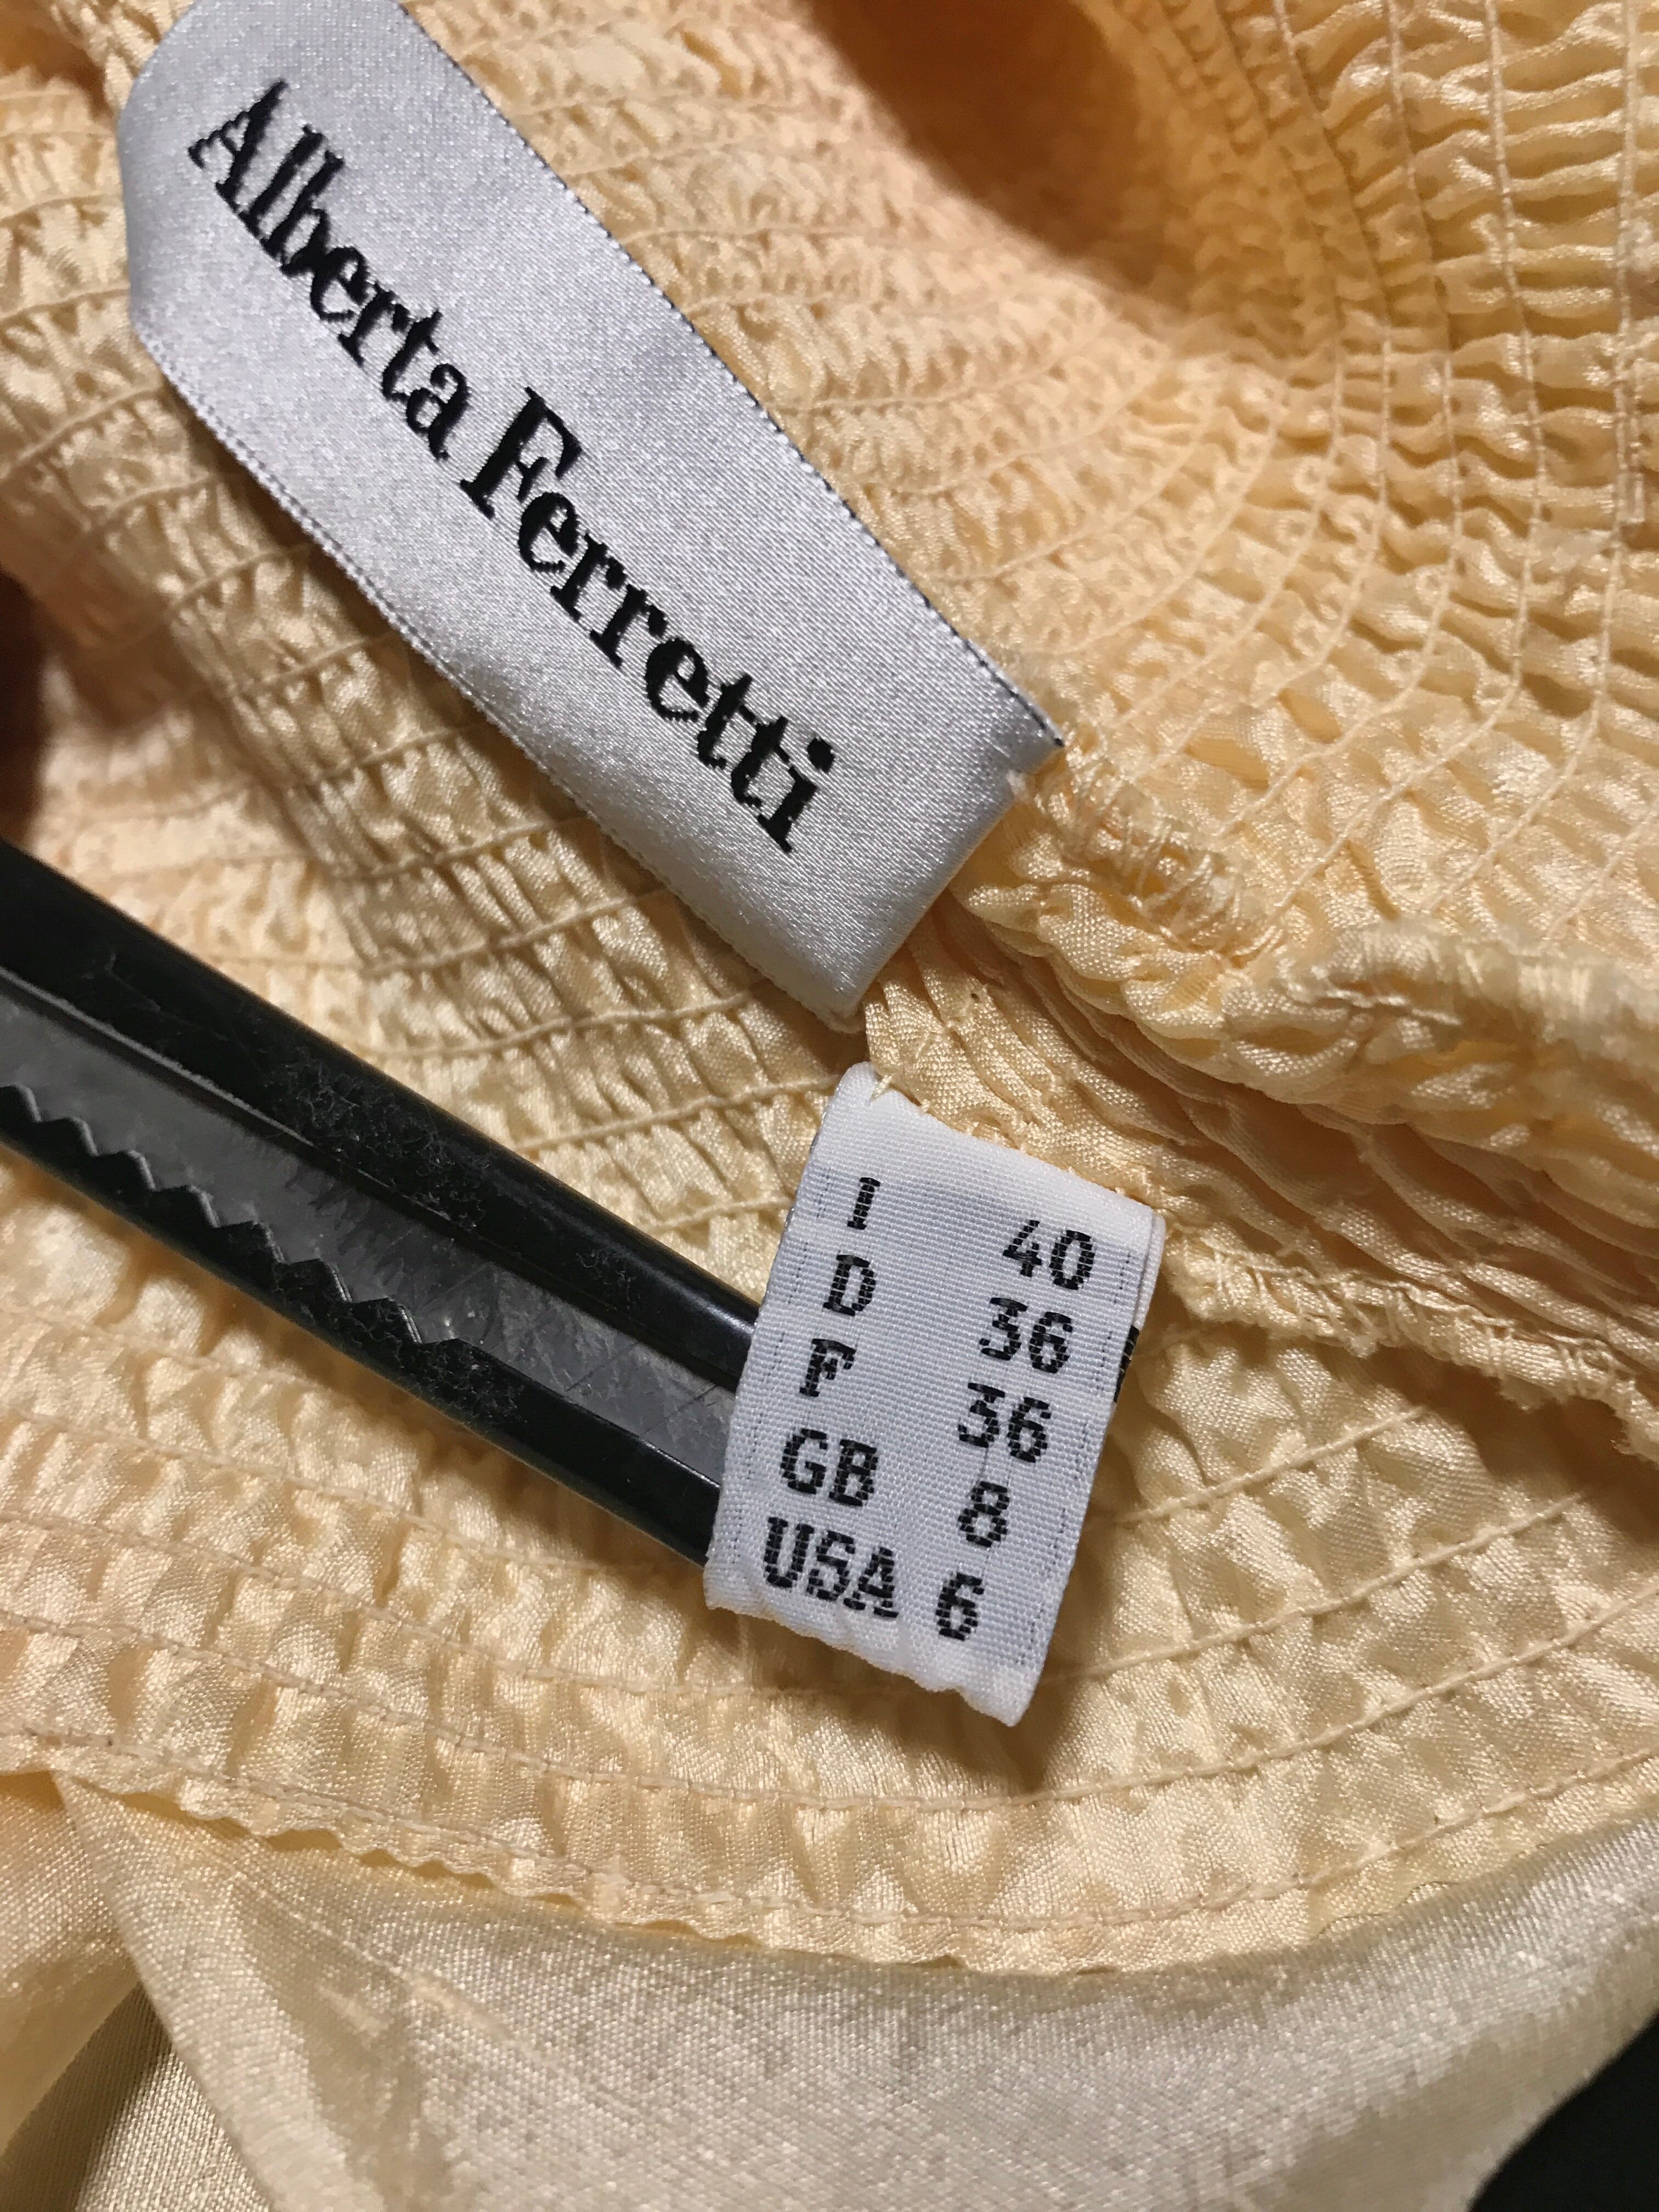 Alberta Ferretti
I 40
D 36
F 36
GB 8
USA 6